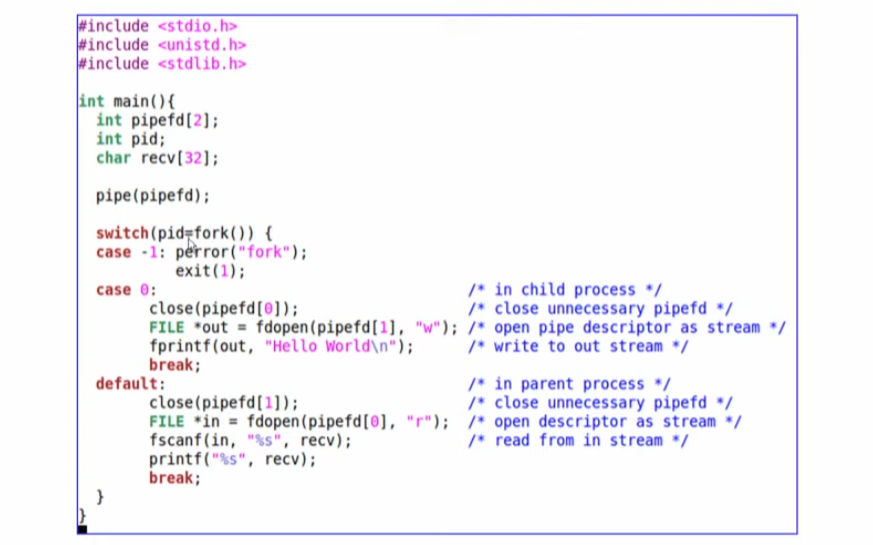 #include <stdio.h>
#include <unistd.h>
#include <stdlib.h>
int main(){
int pipefd[2];
int pid;
char recv[32];
pipe(pipefd);
switch(pid=fork()) {
case -1: perror("fork");
exit(1);
case 0: /* in child process */
close(pipefd[0]); /* close unnecessary pipefd */
FILE *out = fdopen(pipefd[1], "w"); /* open pipe descriptor as stream */
fprintf(out, "Hello World\n"); /* write to out stream */
break;
default: /* in parent process */
close(pipefd[1]); /* close unnecessary pipefd */
FILE *in = fdopen(pipefd[0], "r"); /* open descriptor as stream */
fscanf(in, "%s", recv); /* read from in stream */
printf("%s", recv);
break;
}
}